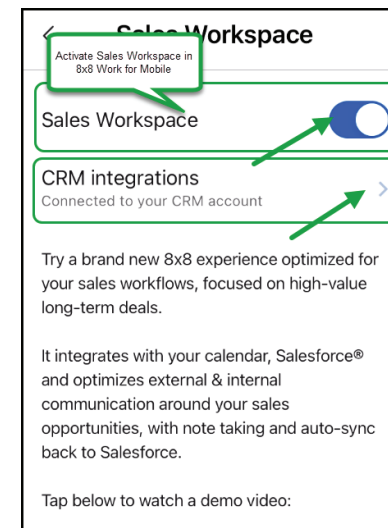 Sales Workspace
Activate Sales Workspace in
8x8 Work for Mobile
Sales Workspace
CRM integrations
Connected to your CRM account
Try a brand new 8x8 experience optimized for
your sales workflows, focused on high-value
long-term deals.
It integrates with your calendar, Salesforce®
and optimizes external & internal
communication around your sales
opportunities, with note taking and auto-sync
back to Salesforce.
Tap below to watch a demo video: